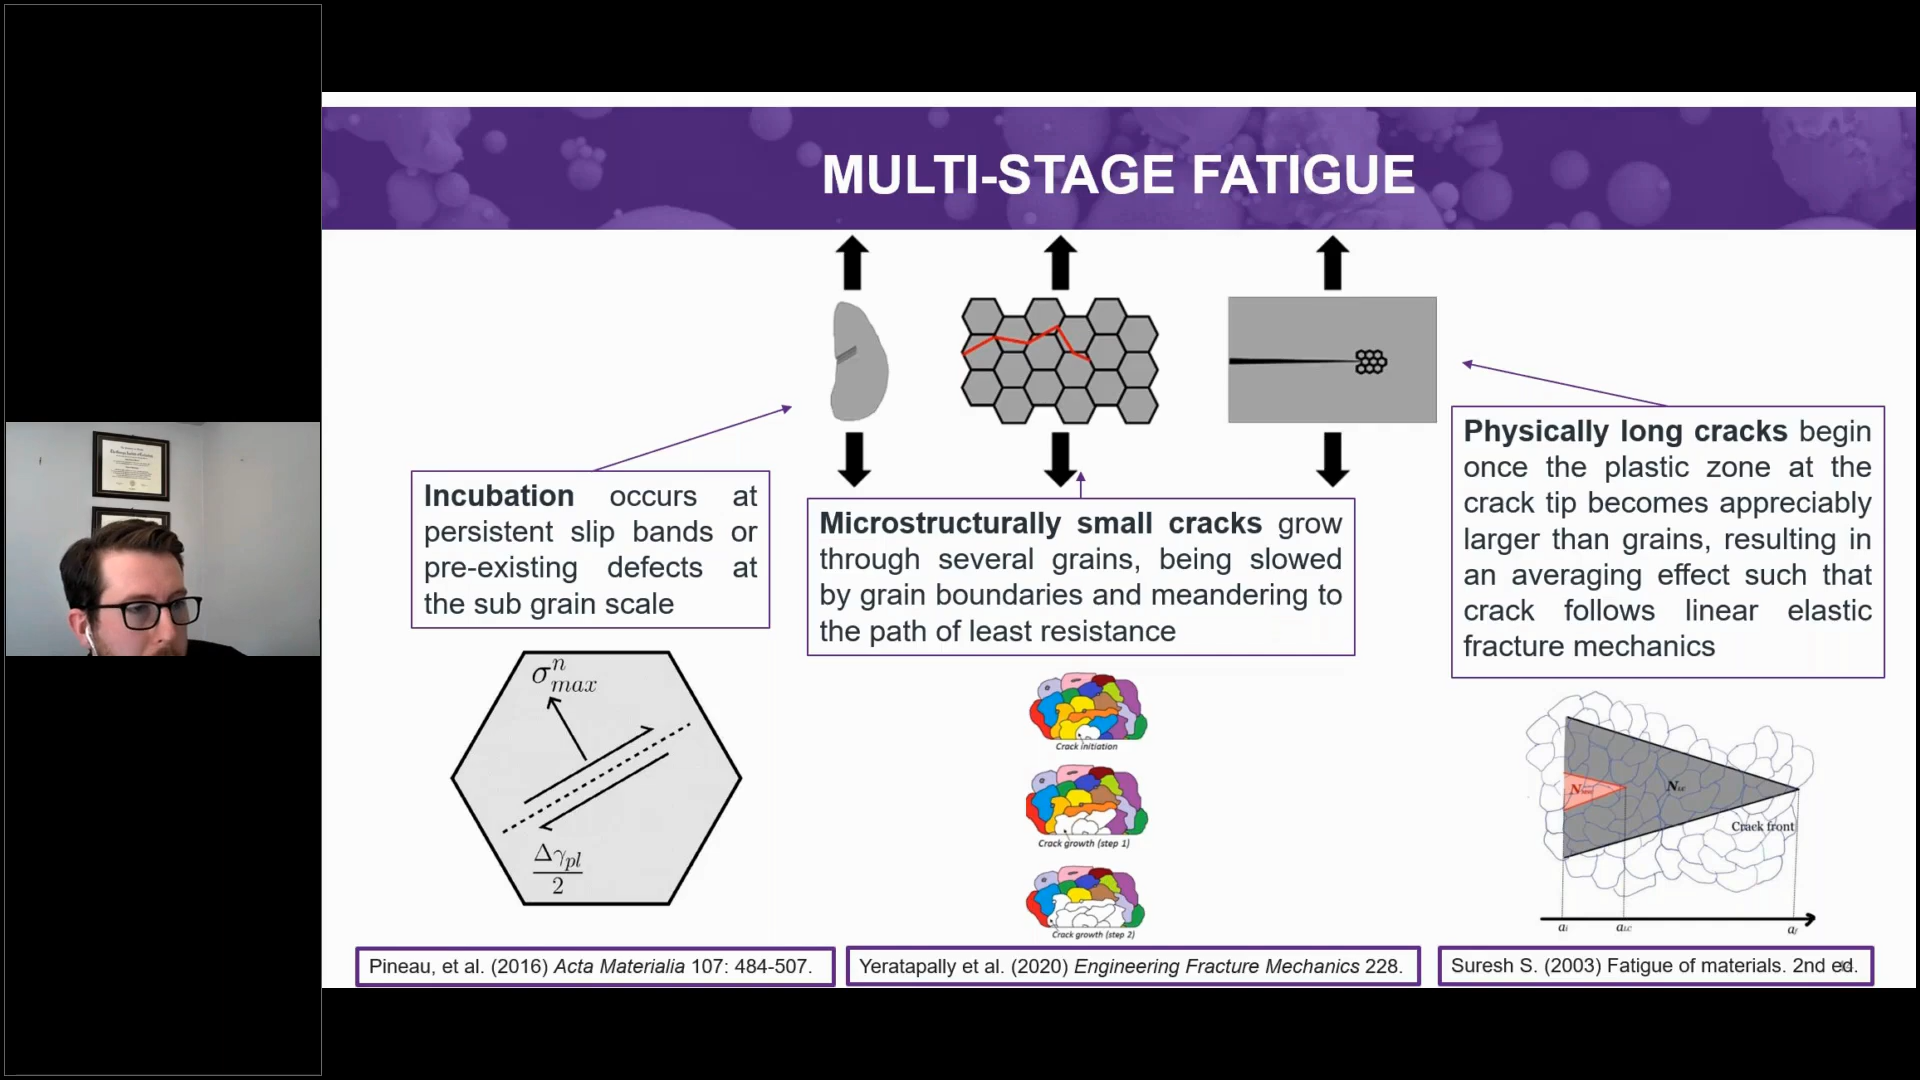 MULTI-STAGE FATIGUE
Incubation occurs at
persistent slip bands or
pre-existing defects at
the sub grain scale
Microstructurally small cracks grow
through several grains, being slowed
by grain boundaries and meandering to
the path of least resistance
Physically long cracks begin
once the plastic zone at the
crack tip becomes appreciably
larger than grains, resulting in
an averaging effect such that
crack follows linear elastic
fracture mechanics
σ^n_max
Δγ_pl
2
Crack initiation
Crack growth (step 1)
Crack growth (step 2)
Crack front
Pineau, et al. (2016) Acta Materialia 107: 484-507.
Yeratapally et al. (2020) Engineering Fracture Mechanics 228.
Suresh S. (2003) Fatigue of materials. 2nd ed.